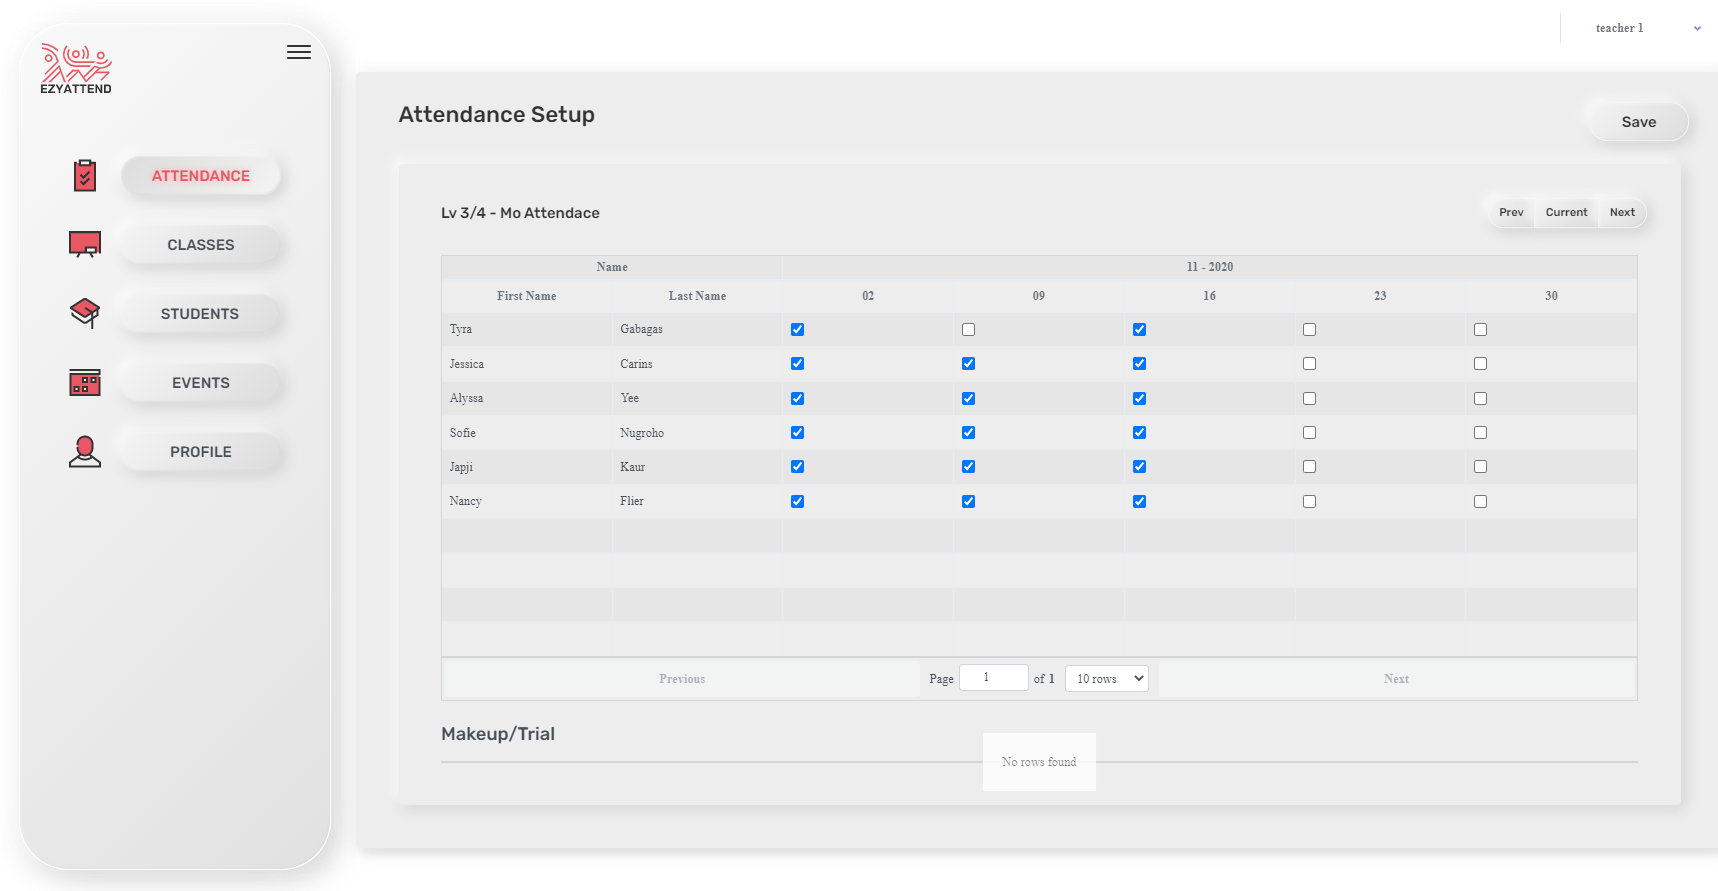 teacher 1
EZYATTEND
Attendance Setup
Save
ATTENDANCE
CLASSES
STUDENTS
EVENTS
PROFILE
Lv 3/4 - Mo Attendace
Prev Current Next
Name 11 - 2020
First Name Last Name 02 09 16 23 30
Tyra Gabagas
Jessica Carins
Alyssa Yee
Sofie Nugroho
Japji Kaur
Nancy Flier
Previous Page 1 of 1 10 rows Next
Makeup/Trial
No rows found